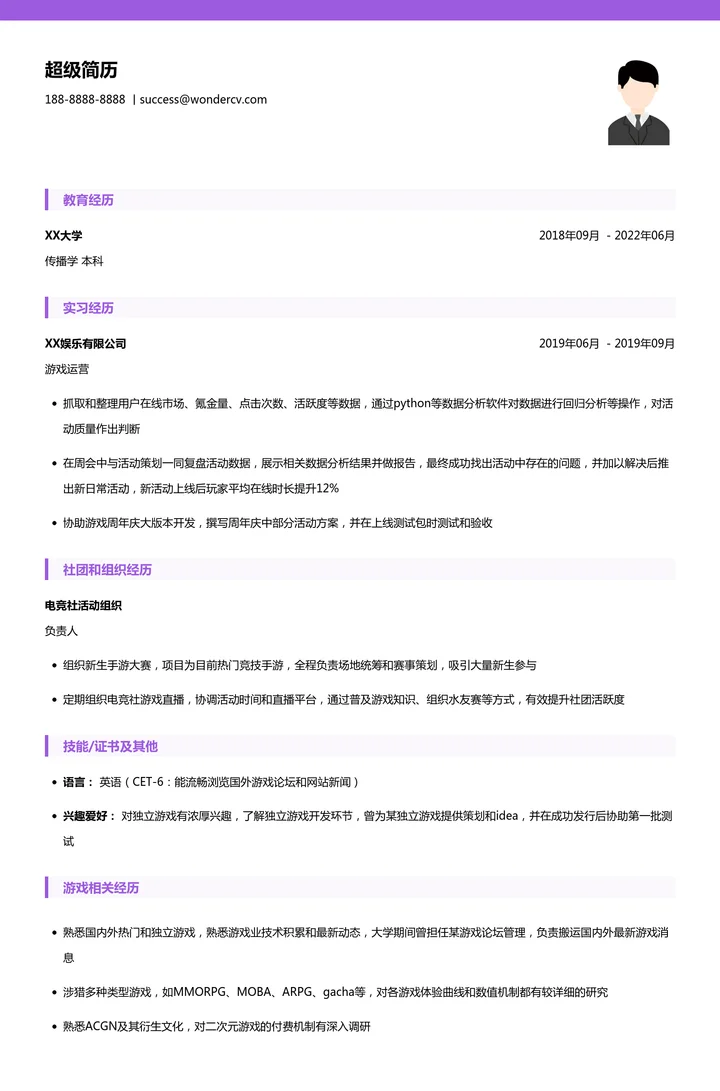 超级简历
188-8888-8888 | success@wondercv.com
教育经历
XX大学 2018年09月 - 2022年06月
传播学 本科
实习经历
XX娱乐有限公司 2019年06月 - 2019年09月
游戏运营
• 抓取和整理用户在线市场、氪金量、点击次数、活跃度等数据，通过python等数据分析软件对数据进行回归分析等操作，对活
动质量作出判断
• 在周会中与活动策划一同复盘活动数据，展示相关数据分析结果并做报告，最终成功找出活动中存在的问题，并加以解决后推
出新日常活动，新活动上线后玩家平均在线时长提升12%
• 协助游戏周年庆大版本开发，撰写周年庆中部分活动方案，并在上线测试包时测试和验收
社团和组织经历
电竞社活动组织
负责人
• 组织新生手游大赛，项目为目前热门竞技手游，全程负责场地统筹和赛事策划，吸引大量新生参与
• 定期组织电竞社游戏直播，协调活动时间和直播平台，通过普及游戏知识、组织水友赛等方式，有效提升社团活跃度
技能/证书及其他
• 语言： 英语（CET-6：能流畅浏览国外游戏论坛和网站新闻）
• 兴趣爱好： 对独立游戏有浓厚兴趣，了解独立游戏开发环节，曾为某独立游戏提供策划和idea，并在成功发行后协助第一批测
试
游戏相关经历
• 熟悉国内外热门和独立游戏，熟悉游戏业技术积累和最新动态，大学期间曾担任某游戏论坛管理，负责搬运国内外最新游戏消
息
• 涉猎多种类型游戏，如MMORPG、MOBA、ARPG、gacha等，对各游戏体验曲线和数值机制都有较详细的研究
• 熟悉ACGN及其衍生文化，对二次元游戏的付费机制有深入调研